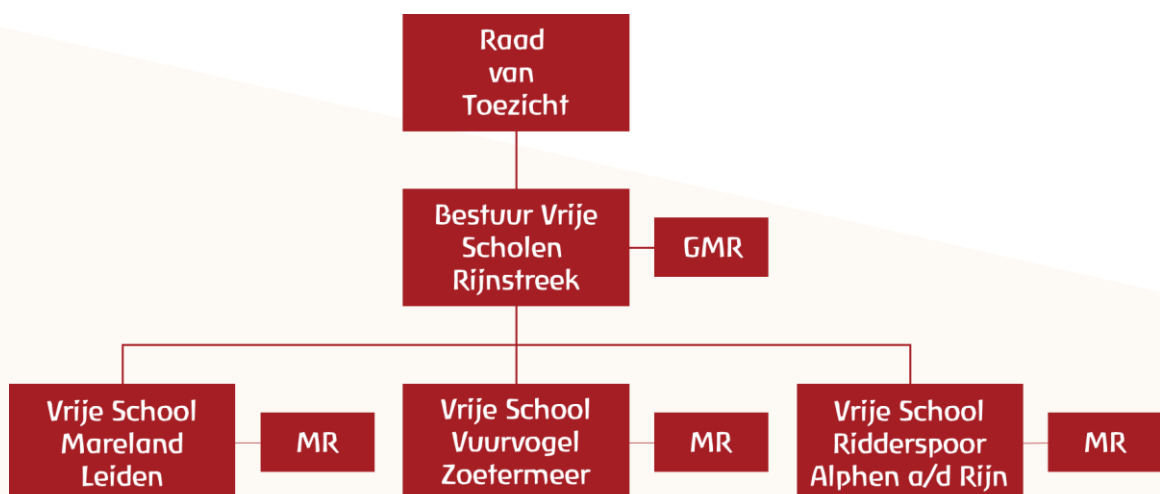 Raad
van
Toezicht
Bestuur Vrije
Scholen
Rijnstreek
GMR
Vrije School
Mareland
Leiden
MR
Vrije School
Vuurvogel
Zoetermeer
MR
Vrije School
Ridderspoor
Alphen a/d Rijn
MR